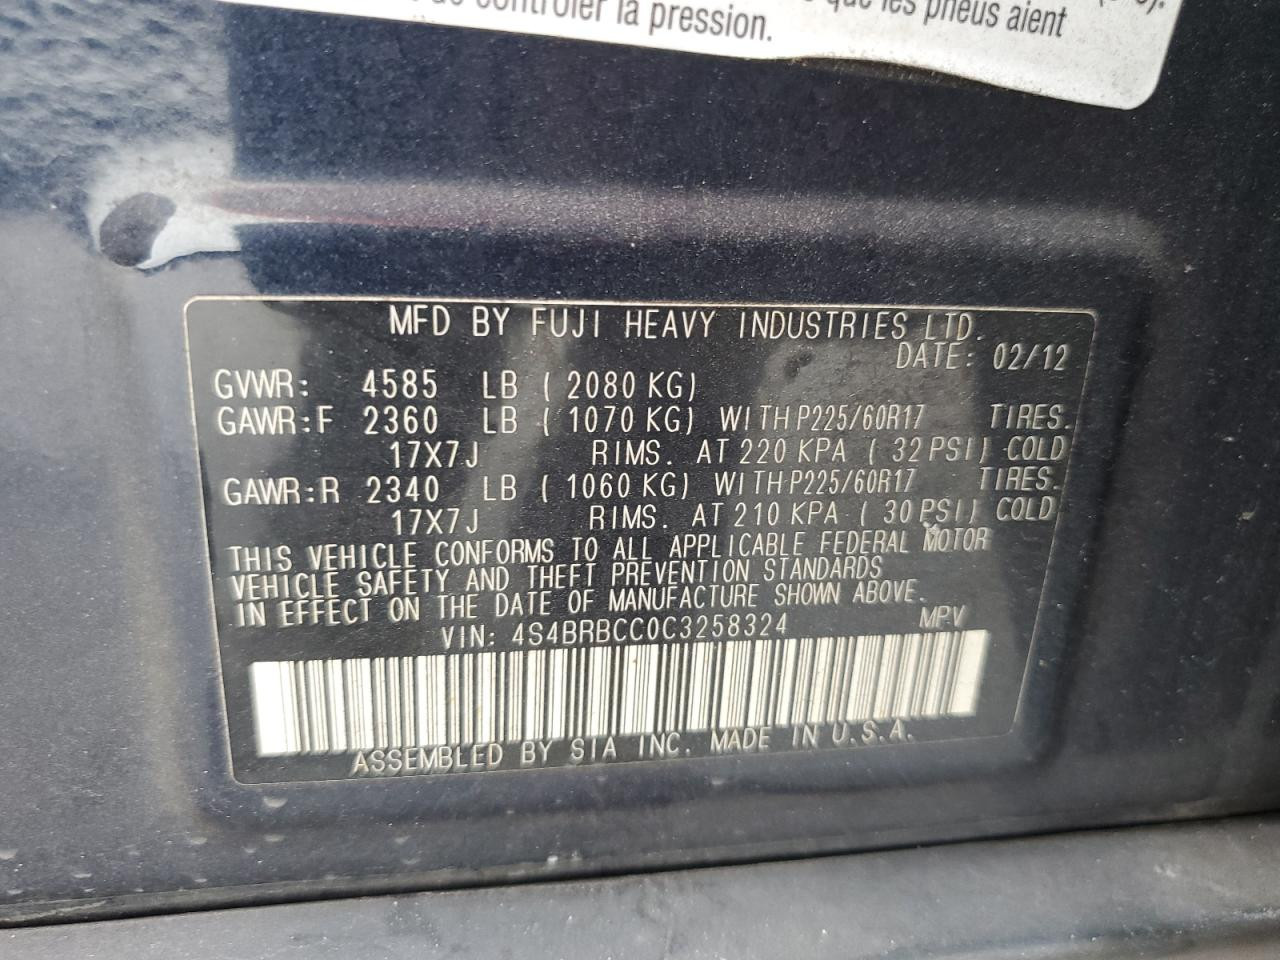 de contrôler la pression.
que les pneus aient
MFD BY FUJI HEAVY INDUSTRIES LTD.
DATE: 02/12
GVWR: 4585 LB ( 2080 KG)
GAWR:F 2360 LB ( 1070 KG) WITH P225/60R17 TIRES.
17X7J RIMS. AT 220 KPA ( 32 PSI) COLD
GAWR:R 2340 LB ( 1060 KG) WITH P225/60R17 TIRES.
17X7J RIMS. AT 210 KPA ( 30 PSI) COLD
THIS VEHICLE CONFORMS TO ALL APPLICABLE FEDERAL MOTOR
VEHICLE SAFETY AND THEFT PREVENTION STANDARDS
IN EFFECT ON THE DATE OF MANUFACTURE SHOWN ABOVE.
VIN: 4S4BRBCC0C3258324 MPV
ASSEMBLED BY SIA INC. MADE IN U.S.A.